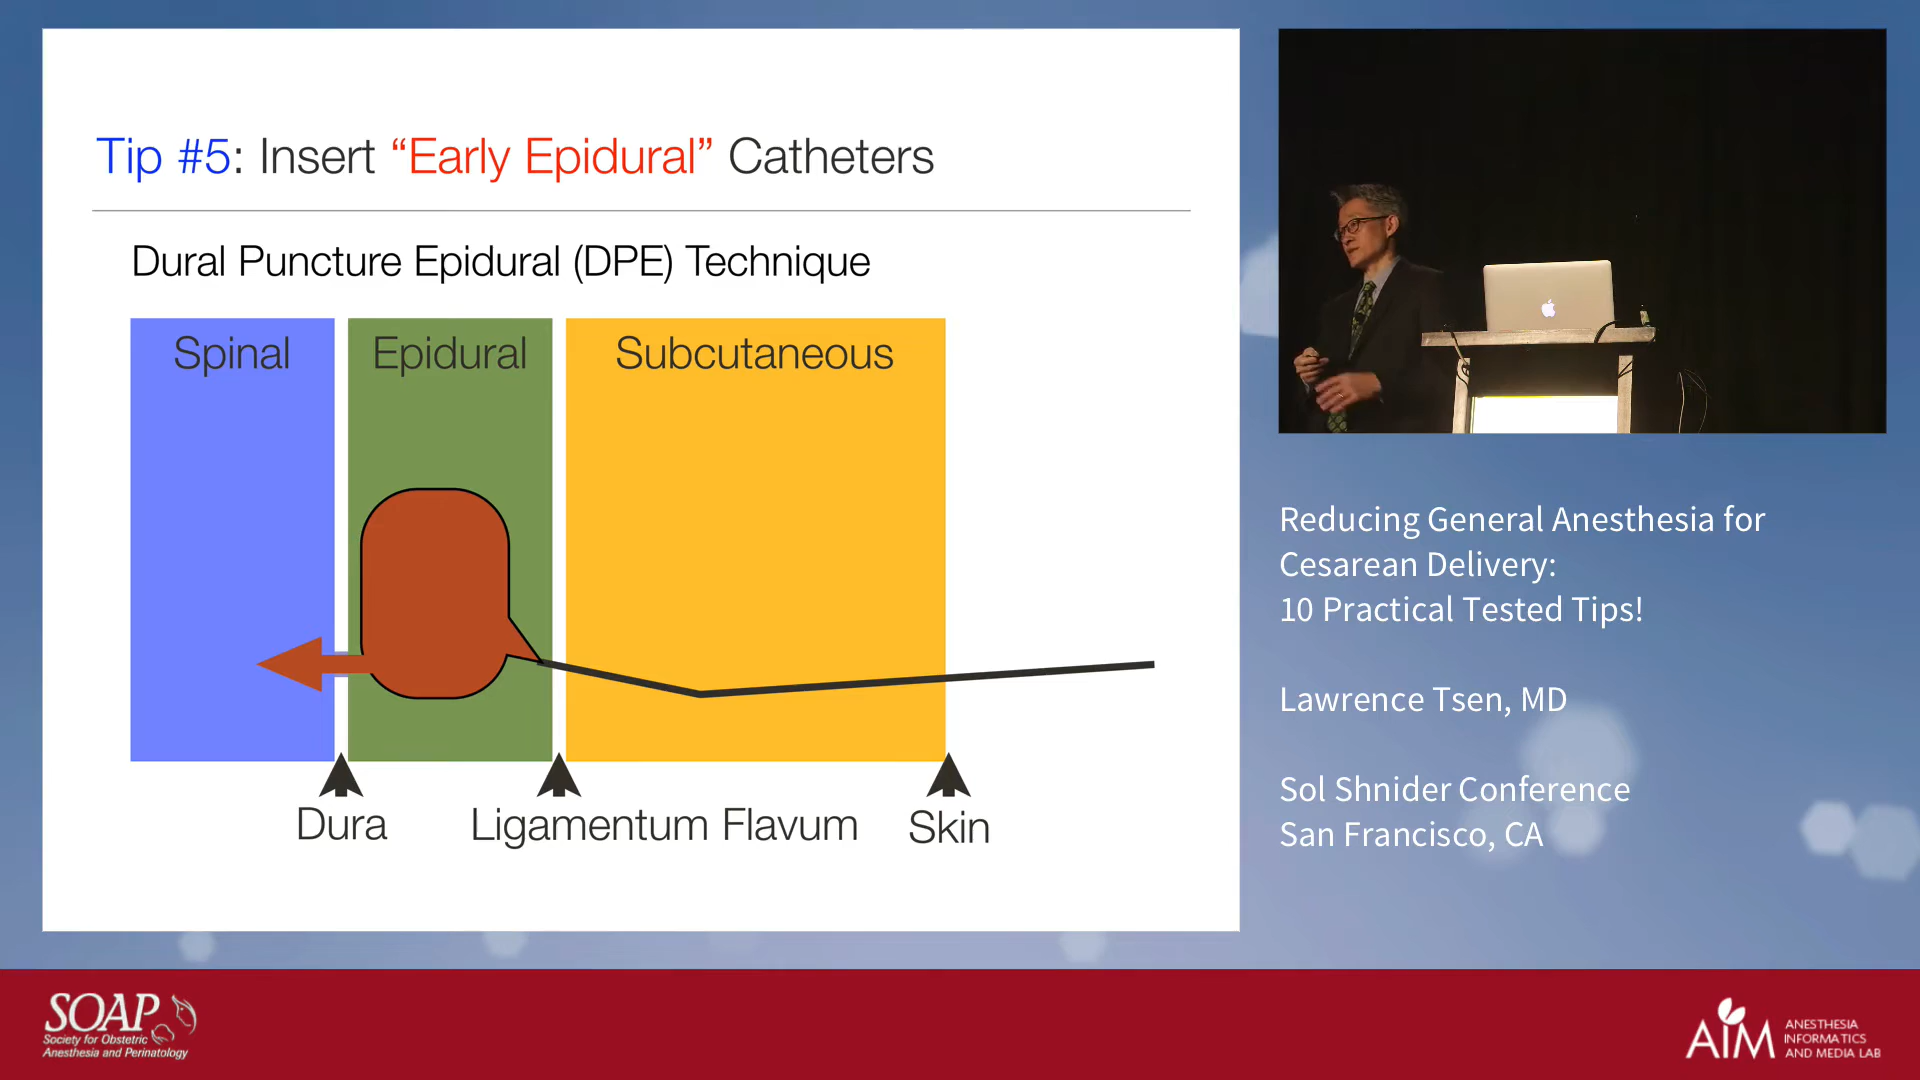 Tip #5: Insert “Early Epidural” Catheters
Dural Puncture Epidural (DPE) Technique
Spinal
Epidural
Subcutaneous
Dura
Ligamentum Flavum
Skin
Reducing General Anesthesia for
Cesarean Delivery:
10 Practical Tested Tips!
Lawrence Tsen, MD
Sol Shnider Conference
San Francisco, CA
SOAP
Society for Obstetric
Anesthesia and Perinatology
AIM
ANESTHESIA
INFORMATICS
AND MEDIA LAB